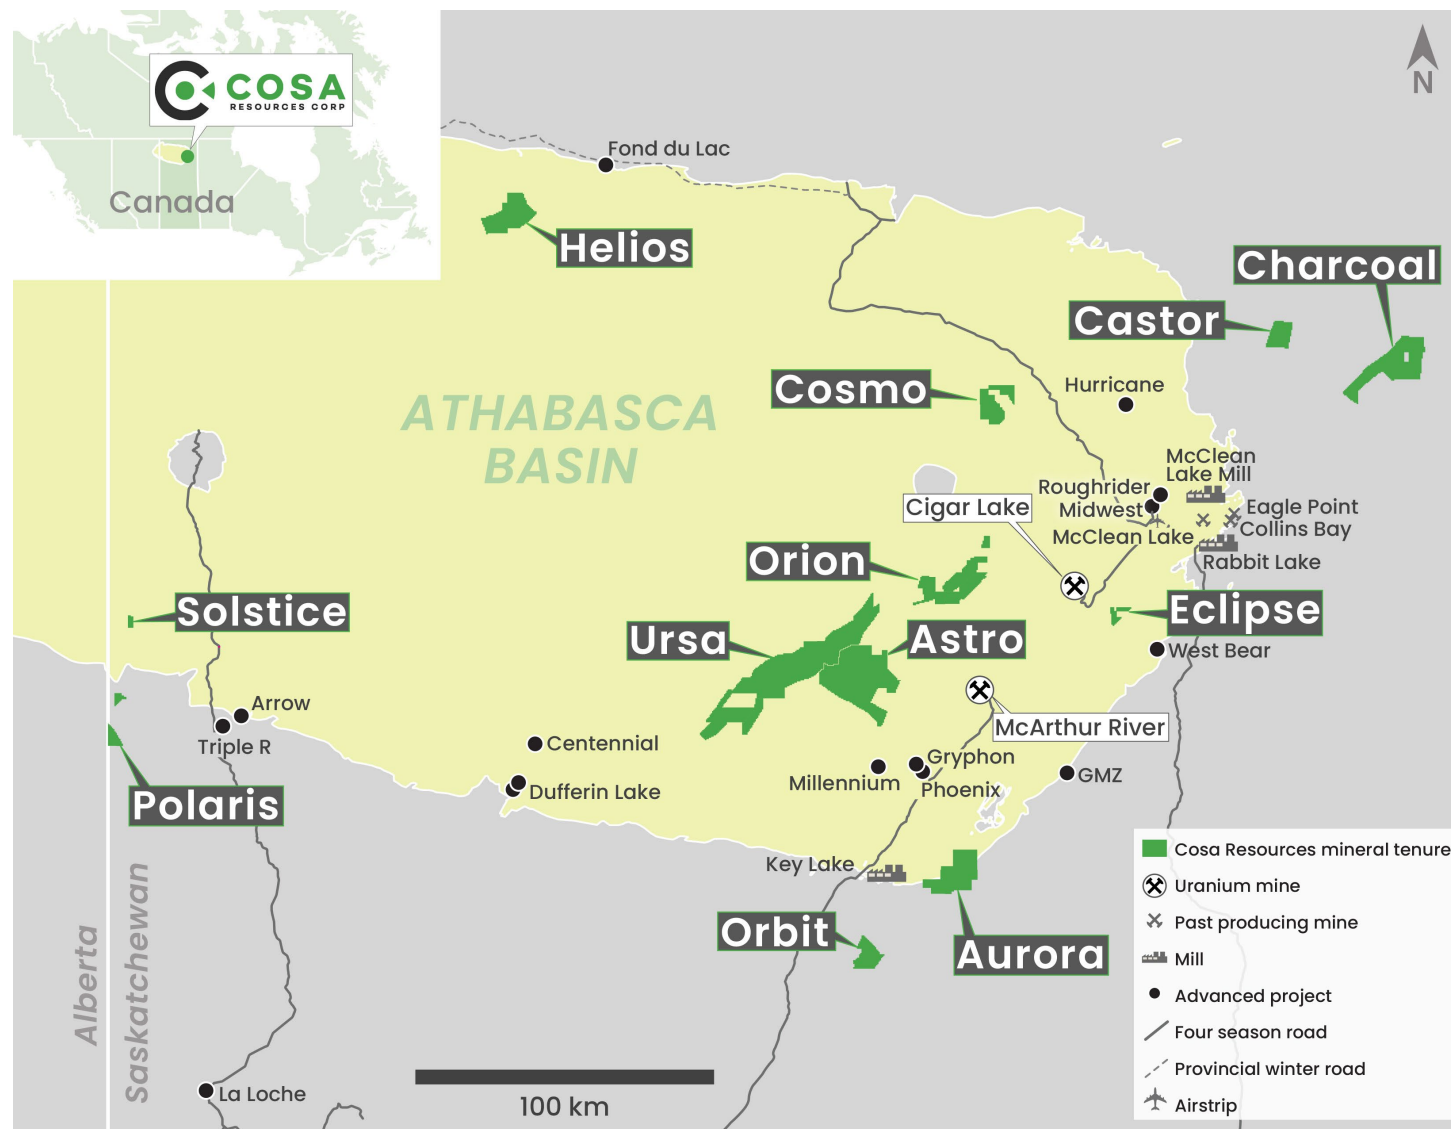 COSA
RESOURCES CORP
Canada
N
Fond du Lac
Helios
Charcoal
Castor
Cosmo
Hurricane
ATHABASCA
BASIN
McClean
Lake Mill
Roughrider
Midwest
Cigar Lake
Eagle Point
Collins Bay
McClean Lake
Rabbit Lake
Orion
Solstice
Eclipse
Ursa
Astro
West Bear
Arrow
McArthur River
Triple R
Centennial
Gryphon
Millennium
Phoenix
GMZ
Dufferin Lake
Polaris
Key Lake
Orbit
Aurora
Alberta
Saskatchewan
La Loche
100 km
Cosa Resources mineral tenure
Uranium mine
Past producing mine
Mill
Advanced project
Four season road
Provincial winter road
Airstrip